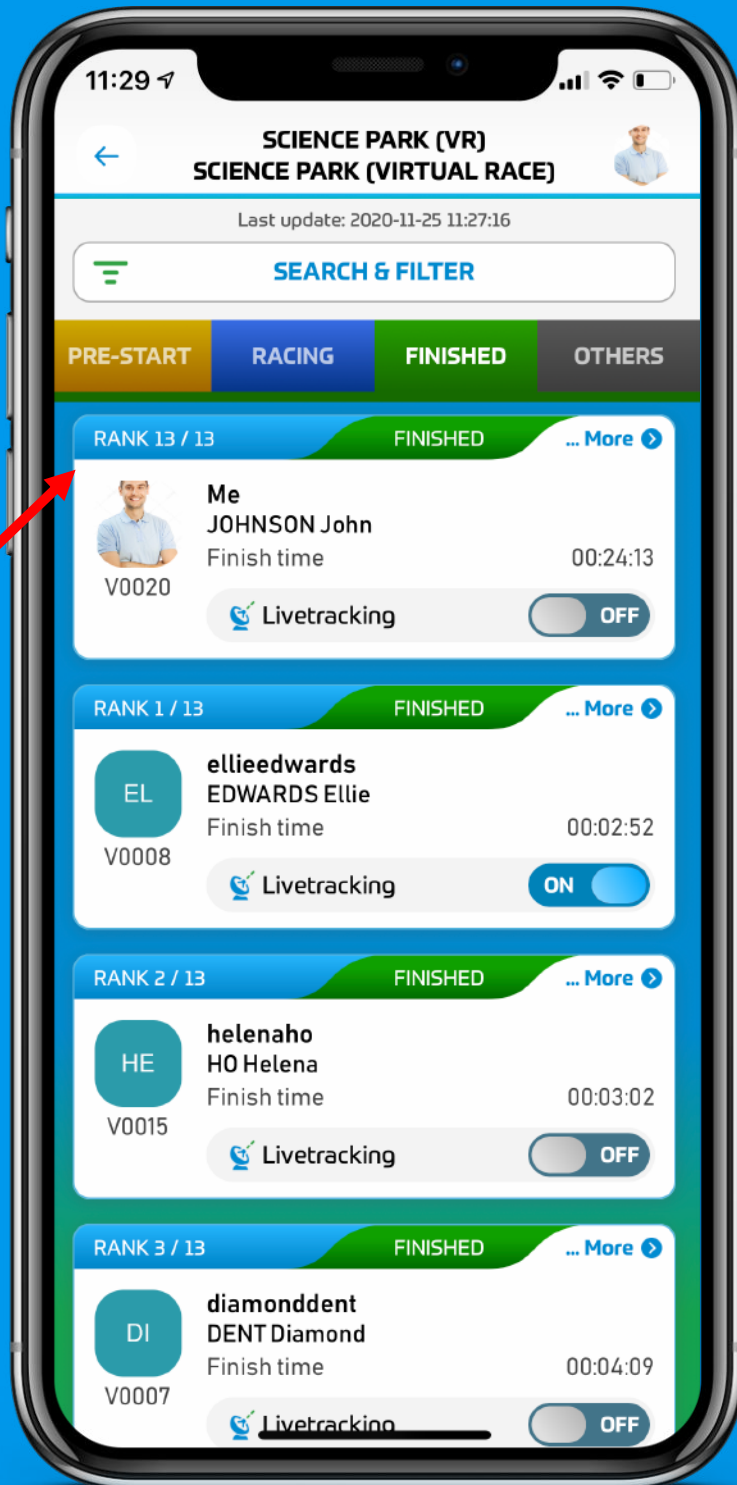 11:29
SCIENCE PARK (VR)
SCIENCE PARK (VIRTUAL RACE)
Last update: 2020-11-25 11:27:16
SEARCH & FILTER
PRE-START RACING FINISHED OTHERS
RANK 13 / 13 FINISHED ... More
Me
JOHNSON John
Finish time 00:24:13
V0020
Livetracking OFF
RANK 1 / 13 FINISHED ... More
EL
ellieedwards
EDWARDS Ellie
Finish time 00:02:52
V0008
Livetracking ON
RANK 2 / 13 FINISHED ... More
HE
helenaho
HO Helena
Finish time 00:03:02
V0015
Livetracking OFF
RANK 3 / 13 FINISHED ... More
DI
diamonddent
DENT Diamond
Finish time 00:04:09
V0007
Livetracking OFF